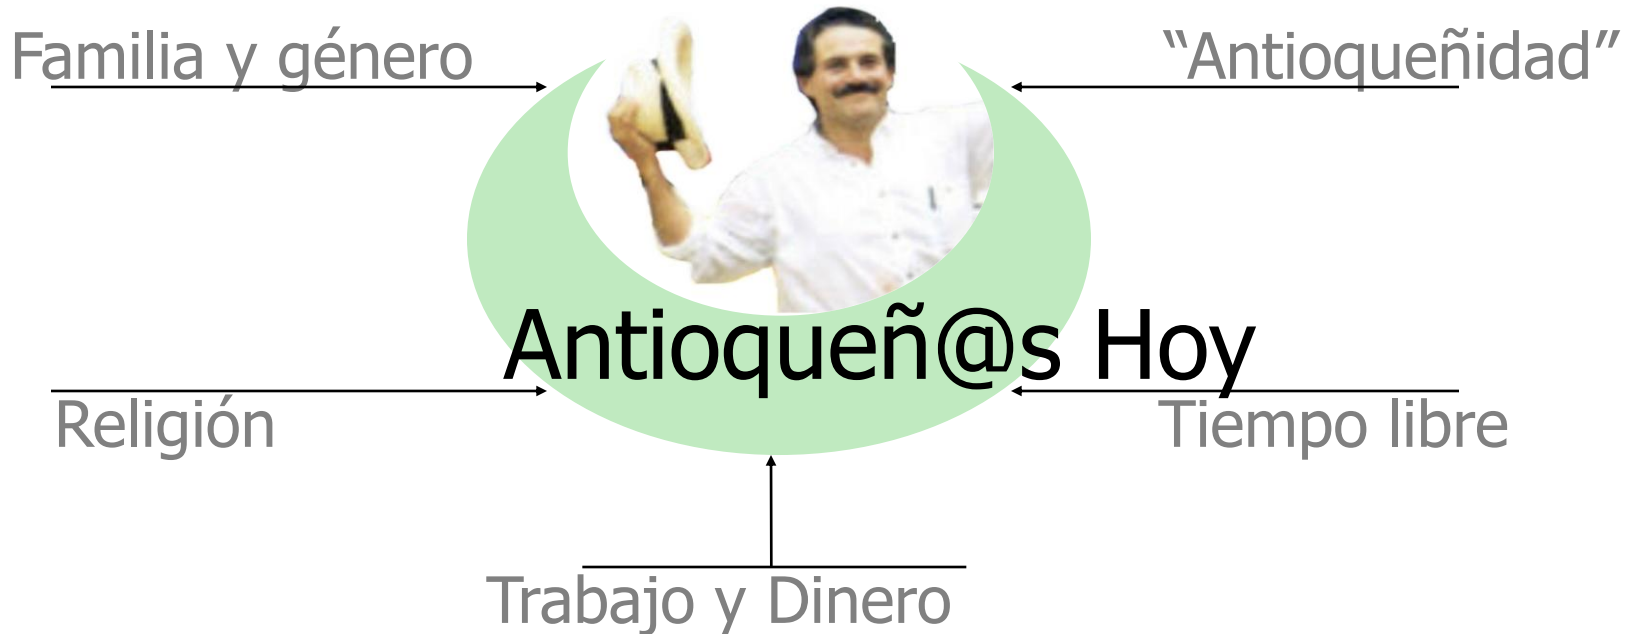 Familia y género
“Antioqueñidad”
Antioqueñ@s Hoy
Religión
Tiempo libre
Trabajo y Dinero